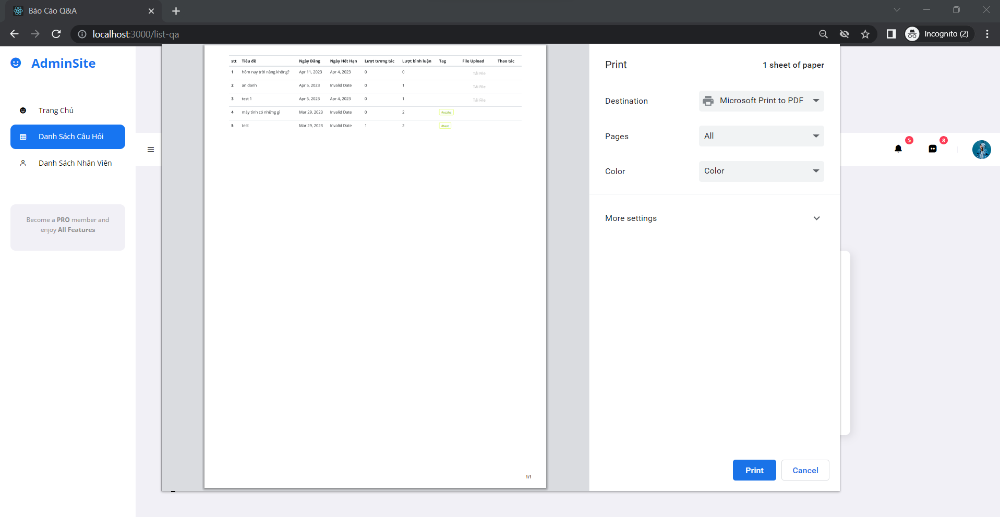 Báo Cáo Q&A
localhost:3000/list-qa
Incognito (2)
AdminSite
Trang Chủ
Danh Sách Câu Hỏi
Danh Sách Nhân Viên
Become a PRO member and
enjoy All Features
stt Tiêu đề Ngày Đăng Ngày Hết Hạn Lượt tương tác Lượt bình luận Tag File Upload Thao tác
1 hôm nay trời nắng không? Apr 11, 2023 Apr 4, 2023 0 0 Tải File
2 an danh Apr 5, 2023 Invalid Date 0 1 Tải File
3 test 1 Apr 5, 2023 Apr 4, 2023 0 1 Tải File
4 máy tính có những gì Mar 29, 2023 Invalid Date 0 2
5 test Mar 29, 2023 Invalid Date 1 2 #test
1/1
Print
1 sheet of paper
Destination
Microsoft Print to PDF
Pages
All
Color
Color
More settings
Print
Cancel
5
8